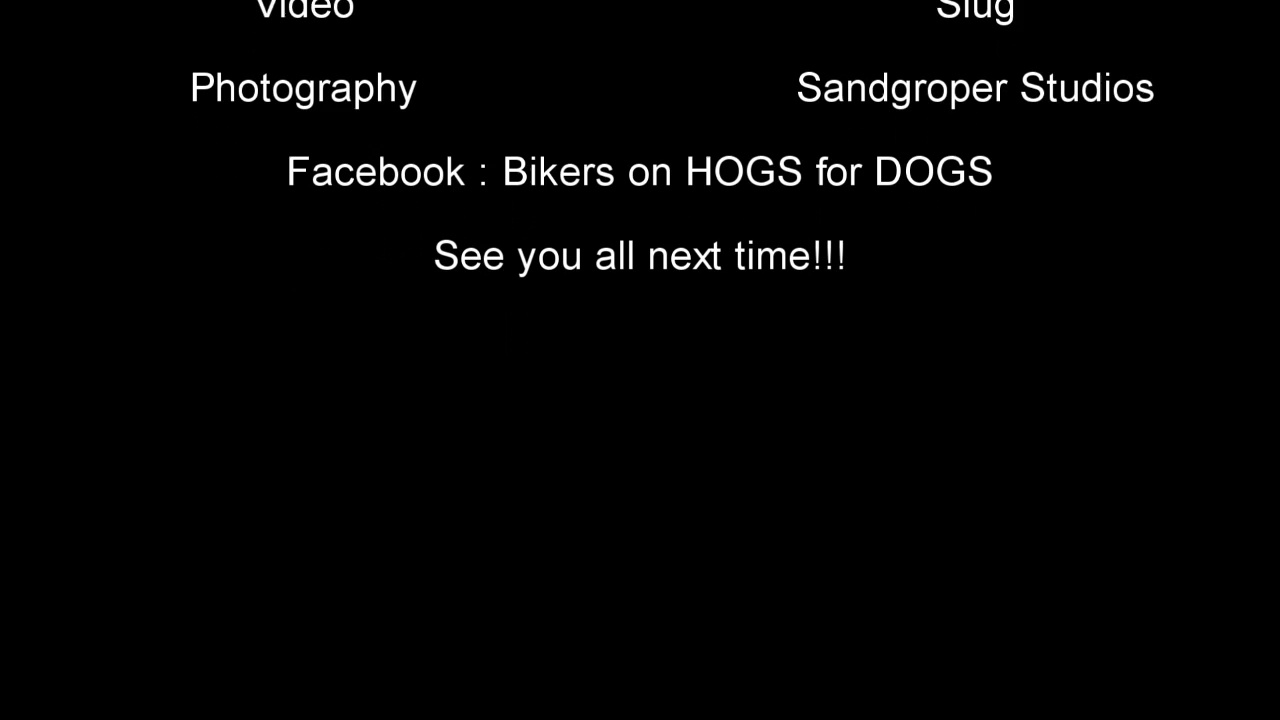 Video Slug
Photography Sandgroper Studios
Facebook : Bikers on HOGS for DOGS
See you all next time!!!